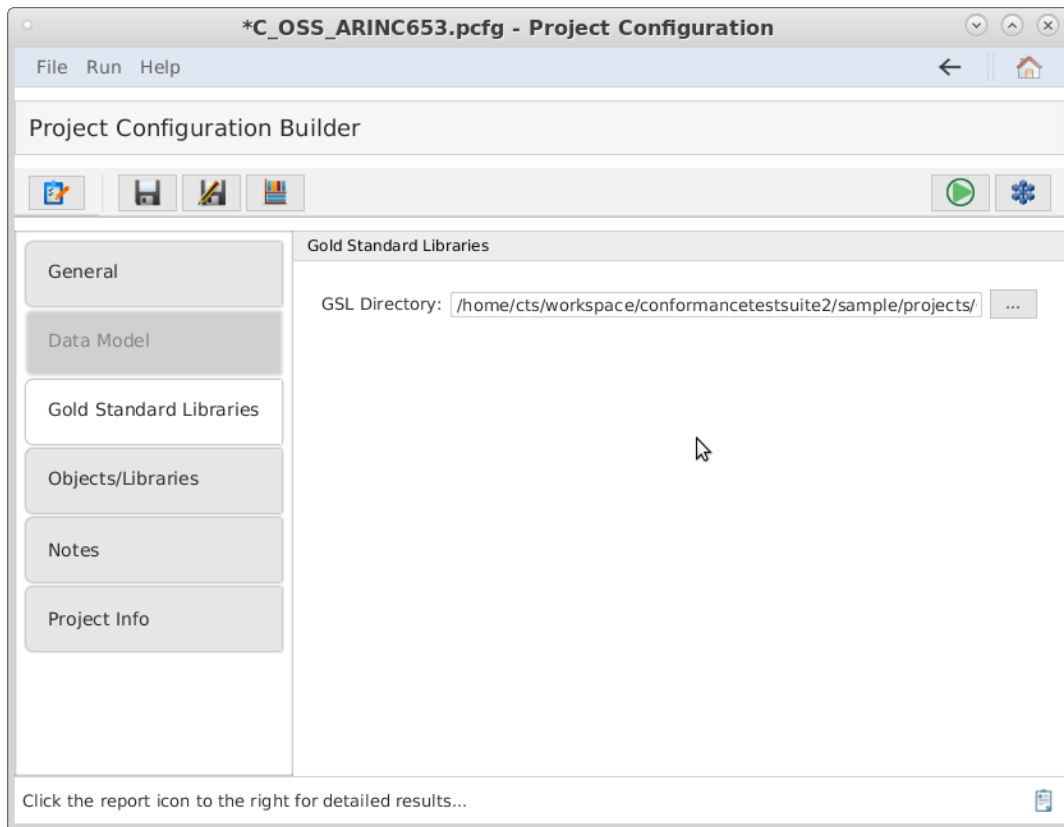 *C_OSS_ARINC653.pcfg - Project Configuration
File Run Help
Project Configuration Builder
General
Data Model
Gold Standard Libraries
Objects/Libraries
Notes
Project Info
Gold Standard Libraries
GSL Directory: /home/cts/workspace/conformancetestsuite2/sample/projects/ ...
Click the report icon to the right for detailed results...